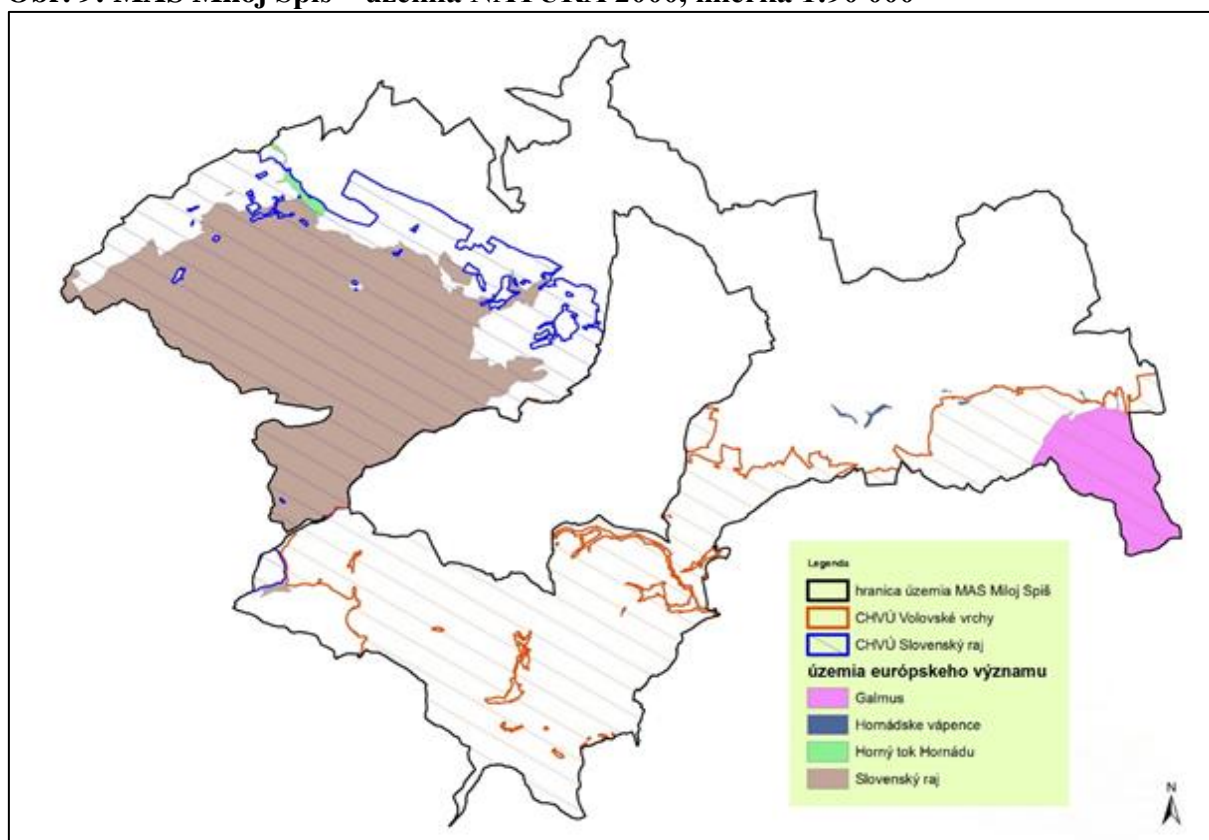 Obr. 9: MAS Miloj Spiš – územia NATURA 2000, mierka 1:90 000
Legenda
hranica územia MAS Miloj Spiš
CHVÚ Volovské vrchy
CHVÚ Slovenský raj
územia európskeho významu
Galmus
Hornádske vápence
Horný tok Hornádu
Slovenský raj
N